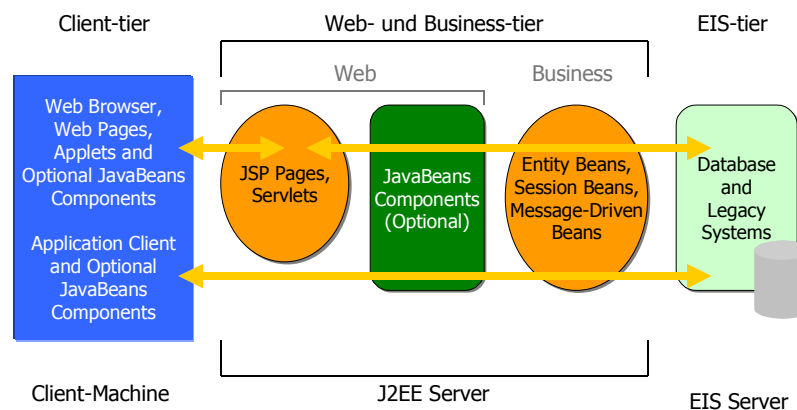 Client-tier
Web- und Business-tier
EIS-tier
Web
Business
Web Browser,
Web Pages,
Applets and
Optional JavaBeans
Components
Application Client
and Optional
JavaBeans
Components
JSP Pages,
Servlets
JavaBeans
Components
(Optional)
Entity Beans,
Session Beans,
Message-Driven
Beans
Database
and
Legacy
Systems
Client-Machine
J2EE Server
EIS Server